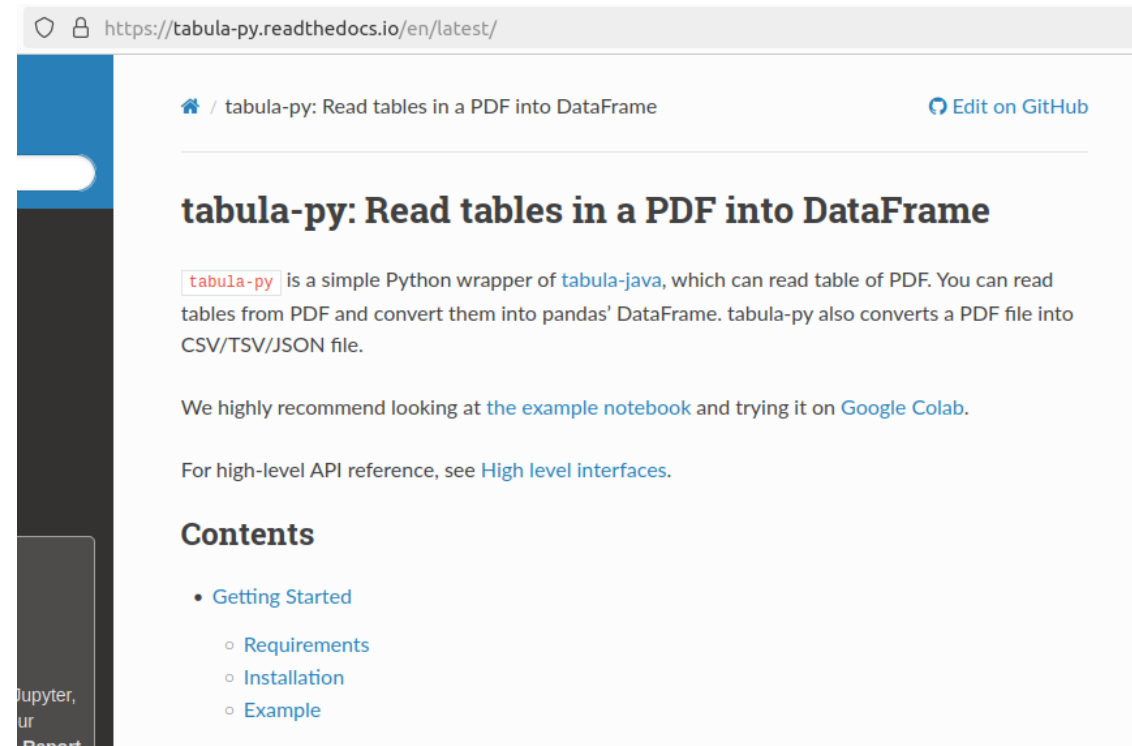 https://tabula-py.readthedocs.io/en/latest/
/ tabula-py: Read tables in a PDF into DataFrame
Edit on GitHub
tabula-py: Read tables in a PDF into DataFrame
tabula-py is a simple Python wrapper of tabula-java, which can read table of PDF. You can read
tables from PDF and convert them into pandas’ DataFrame. tabula-py also converts a PDF file into
CSV/TSV/JSON file.
We highly recommend looking at the example notebook and trying it on Google Colab.
For high-level API reference, see High level interfaces.
Contents
• Getting Started
◦ Requirements
◦ Installation
◦ Example
Jupyter,
ur